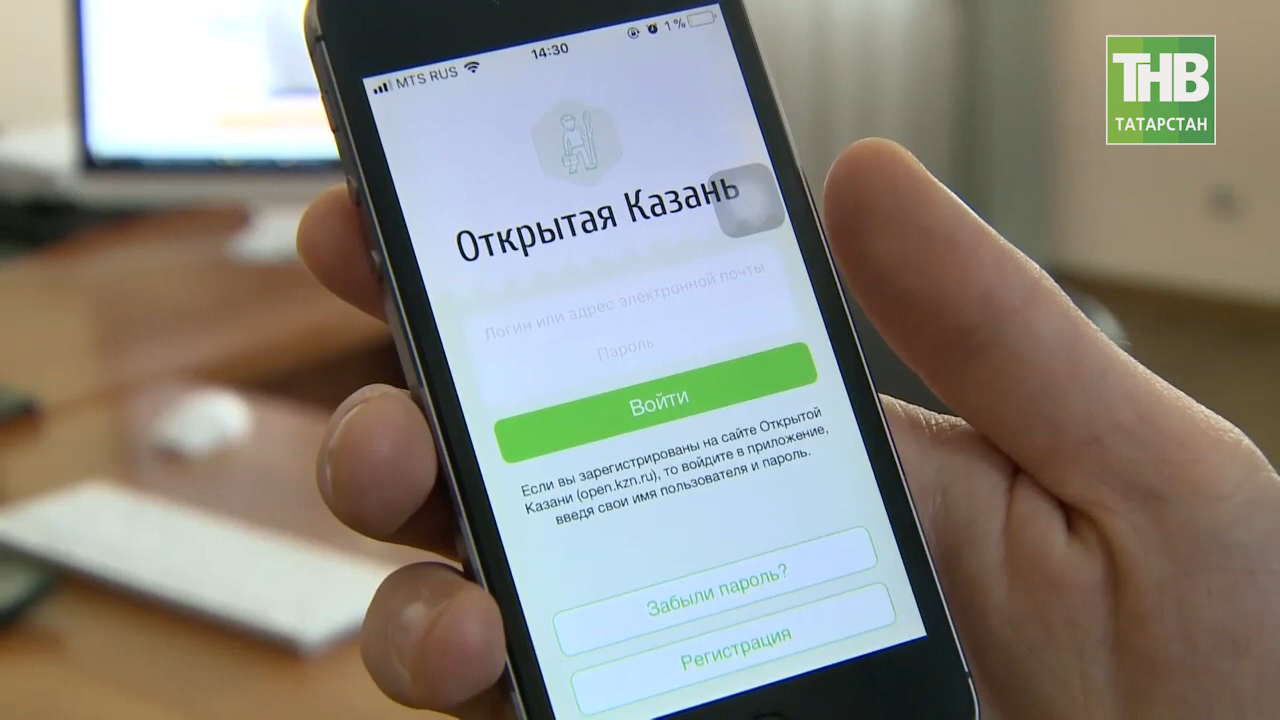 ТНВ
ТАТАРСТАН
MTS RUS 14:30 1 %
Открытая Казань
Логин или адрес электронной почты
Пароль
Войти
Если вы зарегистрированы на сайте Открытой
Казани (open.kzn.ru), то войдите в приложение,
введя свои имя пользователя и пароль.
Забыли пароль?
Регистрация